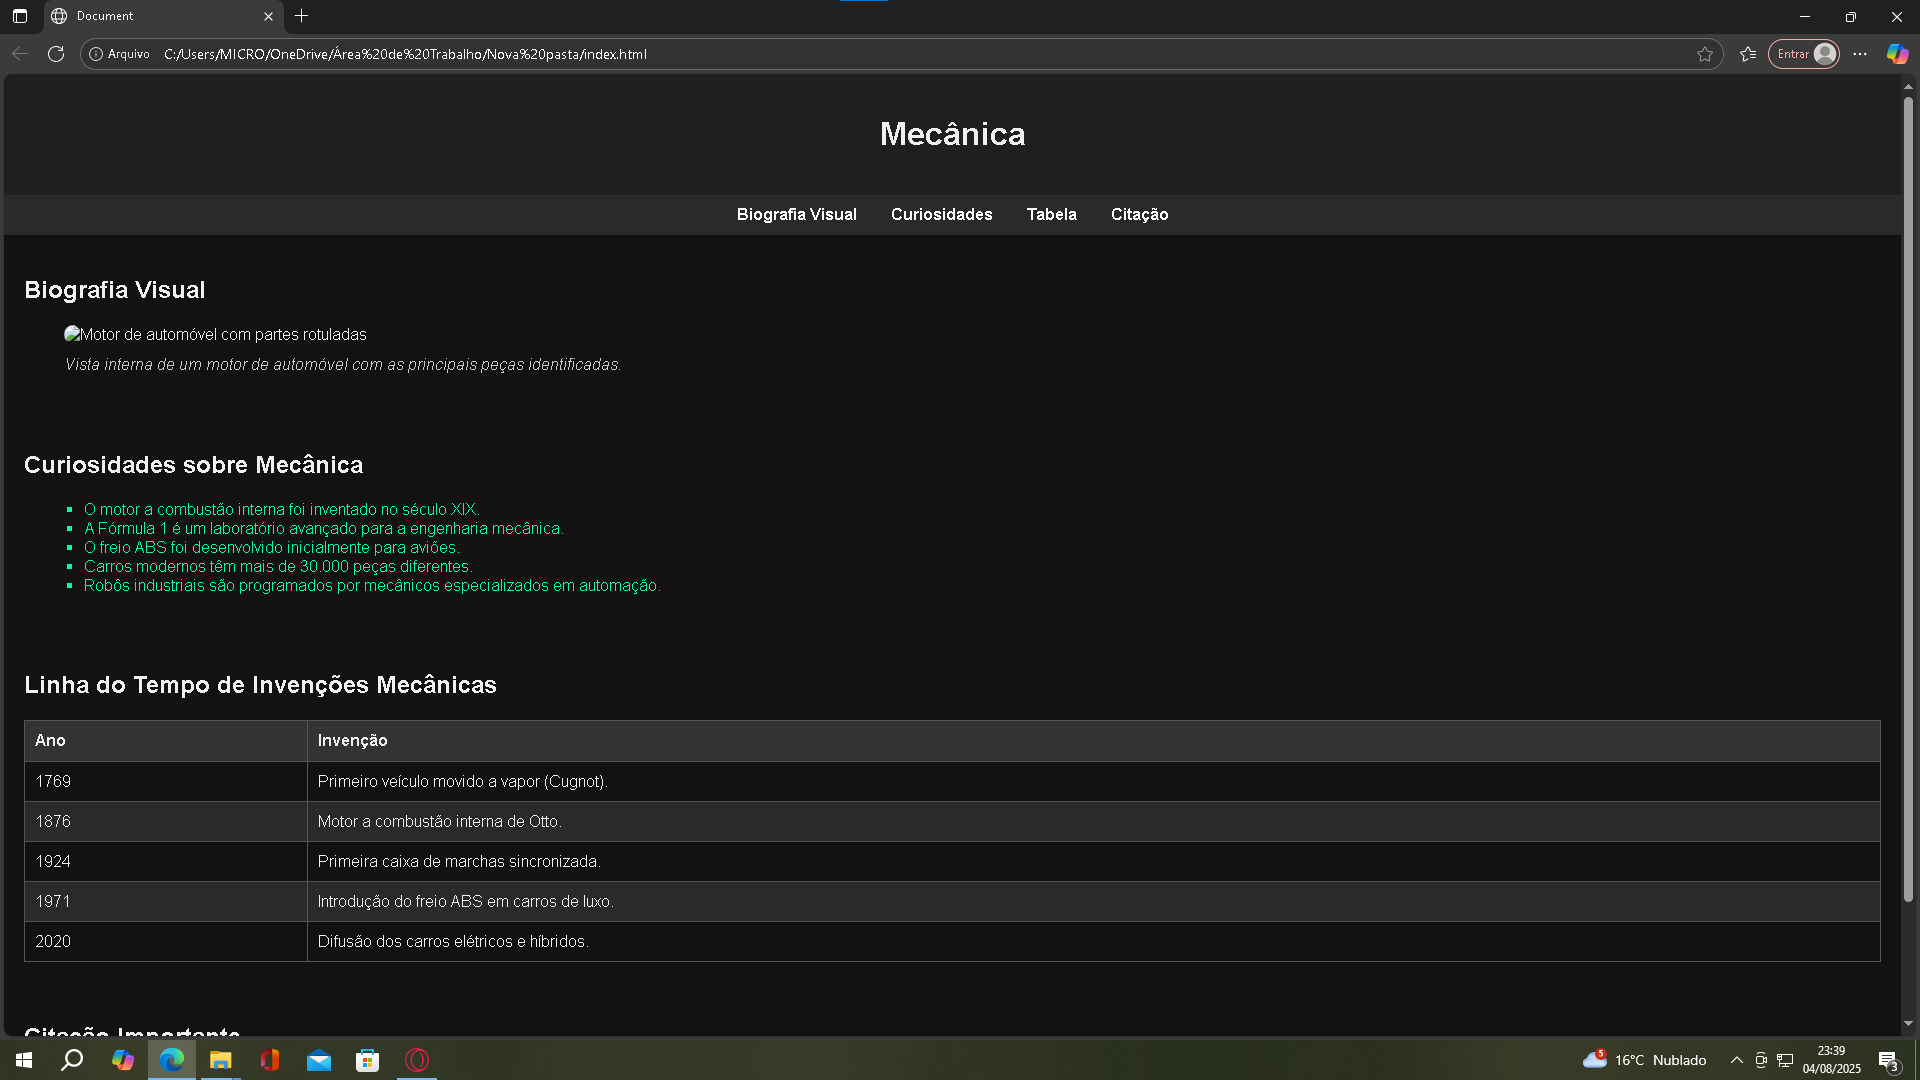 Document
Arquivo
C:/Users/MICRO/OneDrive/Área%20de%20Trabalho/Nova%20pasta/index.html
Entrar
Mecânica
Biografia Visual
Curiosidades
Tabela
Citação
Biografia Visual
Motor de automóvel com partes rotuladas
Vista interna de um motor de automóvel com as principais peças identificadas.
Curiosidades sobre Mecânica
O motor a combustão interna foi inventado no século XIX.
A Fórmula 1 é um laboratório avançado para a engenharia mecânica.
O freio ABS foi desenvolvido inicialmente para aviões.
Carros modernos têm mais de 30.000 peças diferentes.
Robôs industriais são programados por mecânicos especializados em automação.
Linha do Tempo de Invenções Mecânicas
Ano Invenção
1769 Primeiro veículo movido a vapor (Cugnot).
1876 Motor a combustão interna de Otto.
1924 Primeira caixa de marchas sincronizada.
1971 Introdução do freio ABS em carros de luxo.
2020 Difusão dos carros elétricos e híbridos.
Citação Importante
5
16°C Nublado
23:39
04/08/2025
3